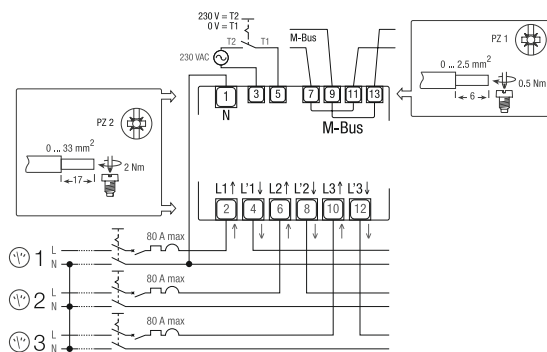 230 V = T2
0 V = T1
T2 T1
230 VAC
M-Bus
PZ 1
0 ... 2.5 mm²
0.5 Nm
6
PZ 2
0 ... 33 mm²
2 Nm
17
1 3 5 7 9 11 13
N
M-Bus
L1 L'1 L2 L'2 L3 L'3
2 4 6 8 10 12
80 A max
1 L
N
80 A max
2 L
N
80 A max
3 L
N